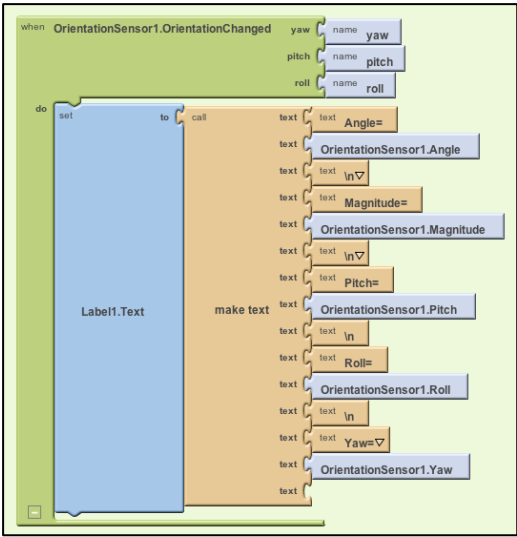 when OrientationSensor1.OrientationChanged yaw name yaw
pitch name pitch
roll name roll
do set to call text text Angle=
text OrientationSensor1.Angle
text text \n
text text Magnitude=
text OrientationSensor1.Magnitude
text text \n
text text Pitch=
Label1.Text make text text OrientationSensor1.Pitch
text text \n
text text Roll=
text OrientationSensor1.Roll
text text \n
text text Yaw=
text OrientationSensor1.Yaw
text